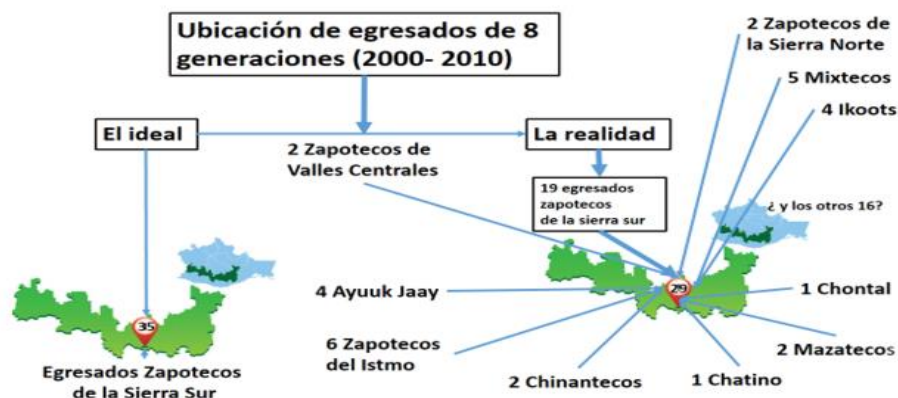 Ubicación de egresados de 8
generaciones (2000- 2010)
El ideal
La realidad
2 Zapotecos de
la Sierra Norte
5 Mixtecos
4 Ikoots
2 Zapotecos de
Valles Centrales
19 egresados
zapotecos
de la sierra sur
¿ y los otros 16?
35
Egresados Zapotecos
de la Sierra Sur
29
4 Ayuuk Jaay
6 Zapotecos
del Istmo
2 Chinantecos
1 Chatino
2 Mazatecos
1 Chontal